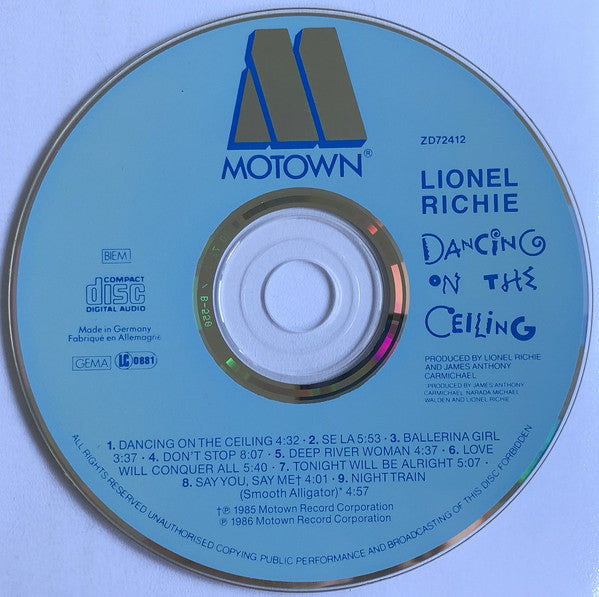 MOTOWN®
ZD72412
LIONEL
RICHIE
DANCING
ON THE
CEILING
BIEM
COMPACT
disc
DIGITAL AUDIO
Made in Germany
Fabriqué en Allemagne
GEMA LC 0881
PRODUCED BY LIONEL RICHIE
AND JAMES ANTHONY
CARMICHAEL
*PRODUCED BY JAMES ANTHONY
CARMICHAEL, NARADA MICHAEL
WALDEN AND LIONEL RICHIE
1. DANCING ON THE CEILING 4:32 · 2. SE LA 5:53 · 3. BALLERINA GIRL
3:37 · 4. DON'T STOP 8:07 · 5. DEEP RIVER WOMAN · 6. LOVE
WILL CONQUER ALL 5:40 · 7. TONIGHT WILL BE ALRIGHT 5:07 ·
8. SAY YOU, SAY ME† 4:01 · 9. NIGHT TRAIN
(Smooth Alligator)* 4:57
†℗ 1985 Motown Record Corporation
℗ 1986 Motown Record Corporation
ALL RIGHTS RESERVED UNAUTHORISED COPYING PUBLIC PERFORMANCE AND BROADCASTING OF THIS DISC FORBIDDEN